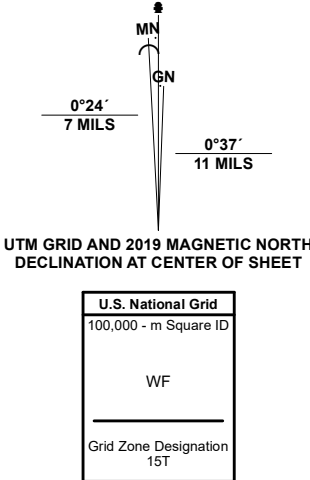 MN
GN
0°24´
7 MILS
0°37´
11 MILS
UTM GRID AND 2019 MAGNETIC NORTH
DECLINATION AT CENTER OF SHEET
U.S. National Grid
100,000 - m Square ID
WF
Grid Zone Designation
15T